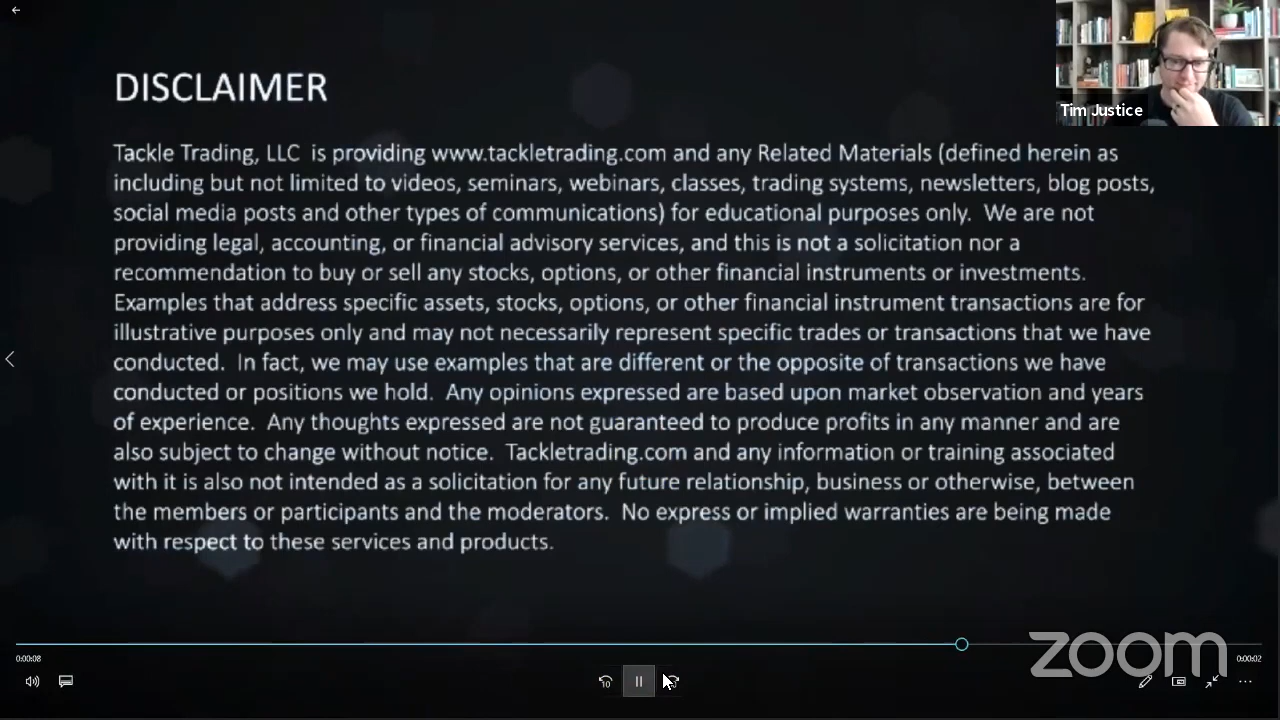 Tim Justice
DISCLAIMER
Tackle Trading, LLC is providing www.tackletrading.com and any Related Materials (defined herein as
including but not limited to videos, seminars, webinars, classes, trading systems, newsletters, blog posts,
social media posts and other types of communications) for educational purposes only. We are not
providing legal, accounting, or financial advisory services, and this is not a solicitation nor a
recommendation to buy or sell any stocks, options, or other financial instruments or investments.
Examples that address specific assets, stocks, options, or other financial instrument transactions are for
illustrative purposes only and may not necessarily represent specific trades or transactions that we have
conducted. In fact, we may use examples that are different or the opposite of transactions we have
conducted or positions we hold. Any opinions expressed are based upon market observation and years
of experience. Any thoughts expressed are not guaranteed to produce profits in any manner and are
also subject to change without notice. Tackletrading.com and any information or training associated
with it is also not intended as a solicitation for any future relationship, business or otherwise, between
the members or participants and the moderators. No express or implied warranties are being made
with respect to these services and products.
zoom
0:00:08
0:00:02
10